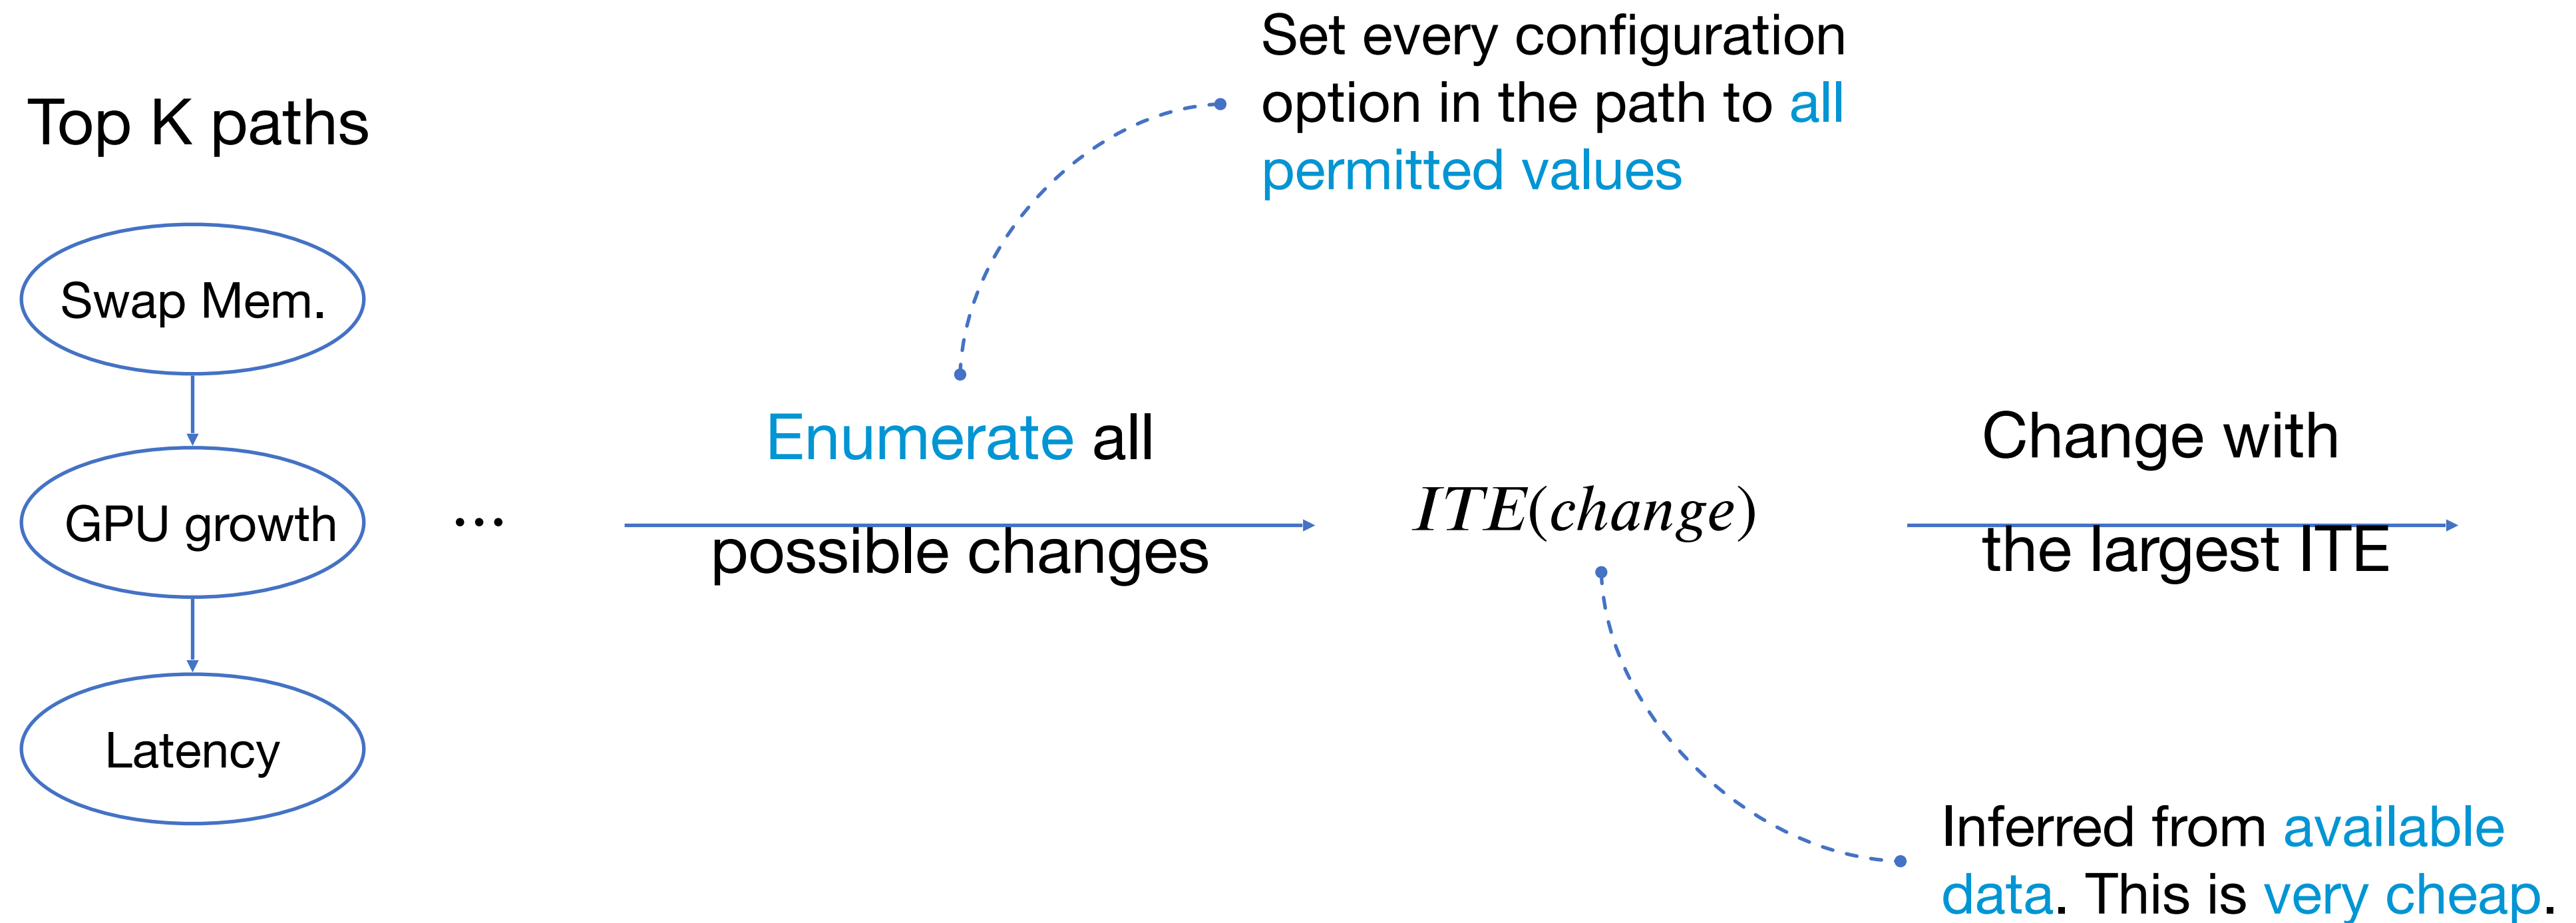 Set every configuration
option in the path to all
permitted values
Top K paths
Swap Mem.
GPU growth
Latency
...
Enumerate all
possible changes
ITE(change)
Change with
the largest ITE
Inferred from available
data. This is very cheap.